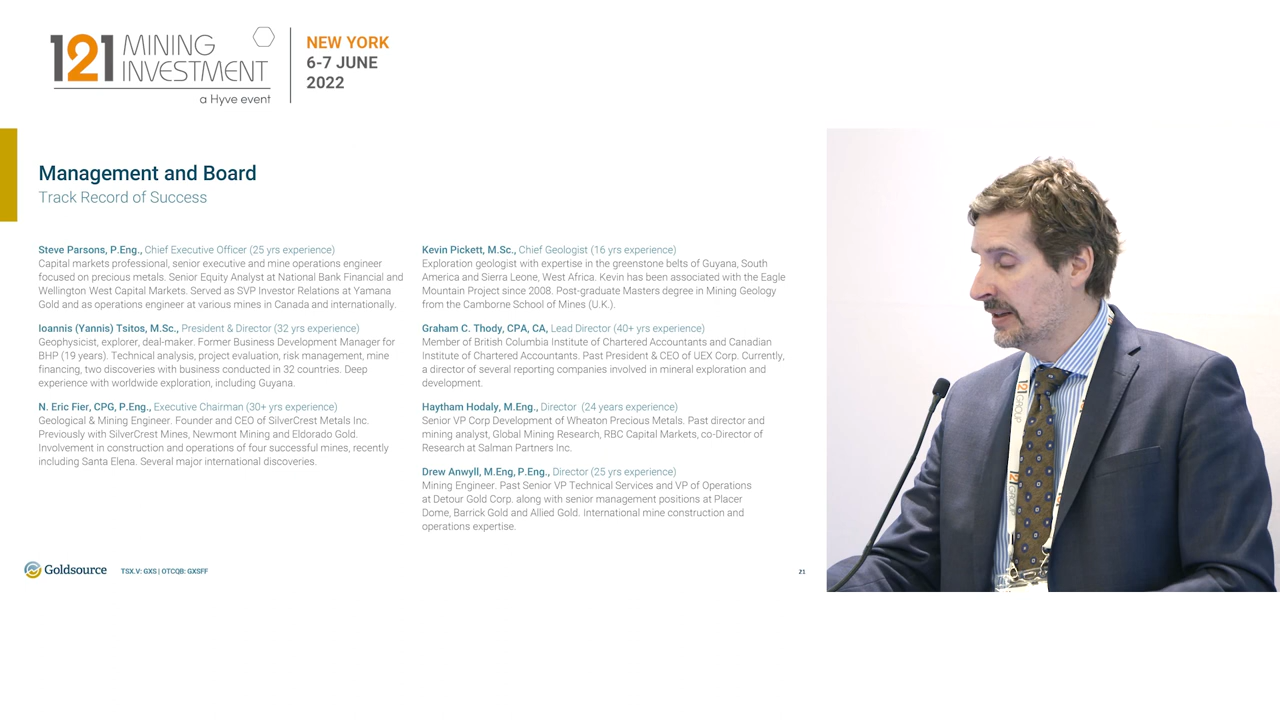 121 MINING
INVESTMENT
a Hyve event
NEW YORK
6-7 JUNE
2022
Management and Board
Track Record of Success
Steve Parsons, P.Eng., Chief Executive Officer (25 yrs experience)
Capital markets professional, senior executive and mine operations engineer
focused on precious metals. Senior Equity Analyst at National Bank Financial and
Wellington West Capital Markets. Served as SVP Investor Relations at Yamana
Gold and as operations engineer at various mines in Canada and internationally.
Ioannis (Yannis) Tsitos, M.Sc., President & Director (32 yrs experience)
Geophysicist, explorer, deal-maker. Former Business Development Manager for
BHP (19 years). Technical analysis, project evaluation, risk management, mine
financing, two discoveries with business conducted in 32 countries. Deep
experience with worldwide exploration, including Guyana.
N. Eric Fier, CPG, P.Eng., Executive Chairman (30+ yrs experience)
Geological & Mining Engineer. Founder and CEO of SilverCrest Metals Inc.
Previously with SilverCrest Mines, Newmont Mining and Eldorado Gold.
Involvement in construction and operations of four successful mines, recently
including Santa Elena. Several major international discoveries.
Kevin Pickett, M.Sc., Chief Geologist (16 yrs experience)
Exploration geologist with expertise in the greenstone belts of Guyana, South
America and Sierra Leone, West Africa. Kevin has been associated with the Eagle
Mountain Project since 2008. Post-graduate Masters degree in Mining Geology
from the Camborne School of Mines (U.K.).
Graham C. Thody, CPA, CA, Lead Director (40+ yrs experience)
Member of British Columbia Institute of Chartered Accountants and Canadian
Institute of Chartered Accountants. Past President & CEO of UEX Corp. Currently,
a director of several reporting companies involved in mineral exploration and
development.
Haytham Hodaly, M.Eng., Director (24 years experience)
Senior VP Corp Development of Wheaton Precious Metals. Past director and
mining analyst, Global Mining Research, RBC Capital Markets, co-Director of
Research at Salman Partners Inc.
Drew Anwyll, M.Eng, P.Eng., Director (25 yrs experience)
Mining Engineer. Past Senior VP Technical Services and VP of Operations
at Detour Gold Corp. along with senior management positions at Placer
Dome, Barrick Gold and Allied Gold. International mine construction and
operations expertise.
Goldsource
TSX.V: GXS | OTCQB: GXSFF
21
121 GROUP
121 GROUP